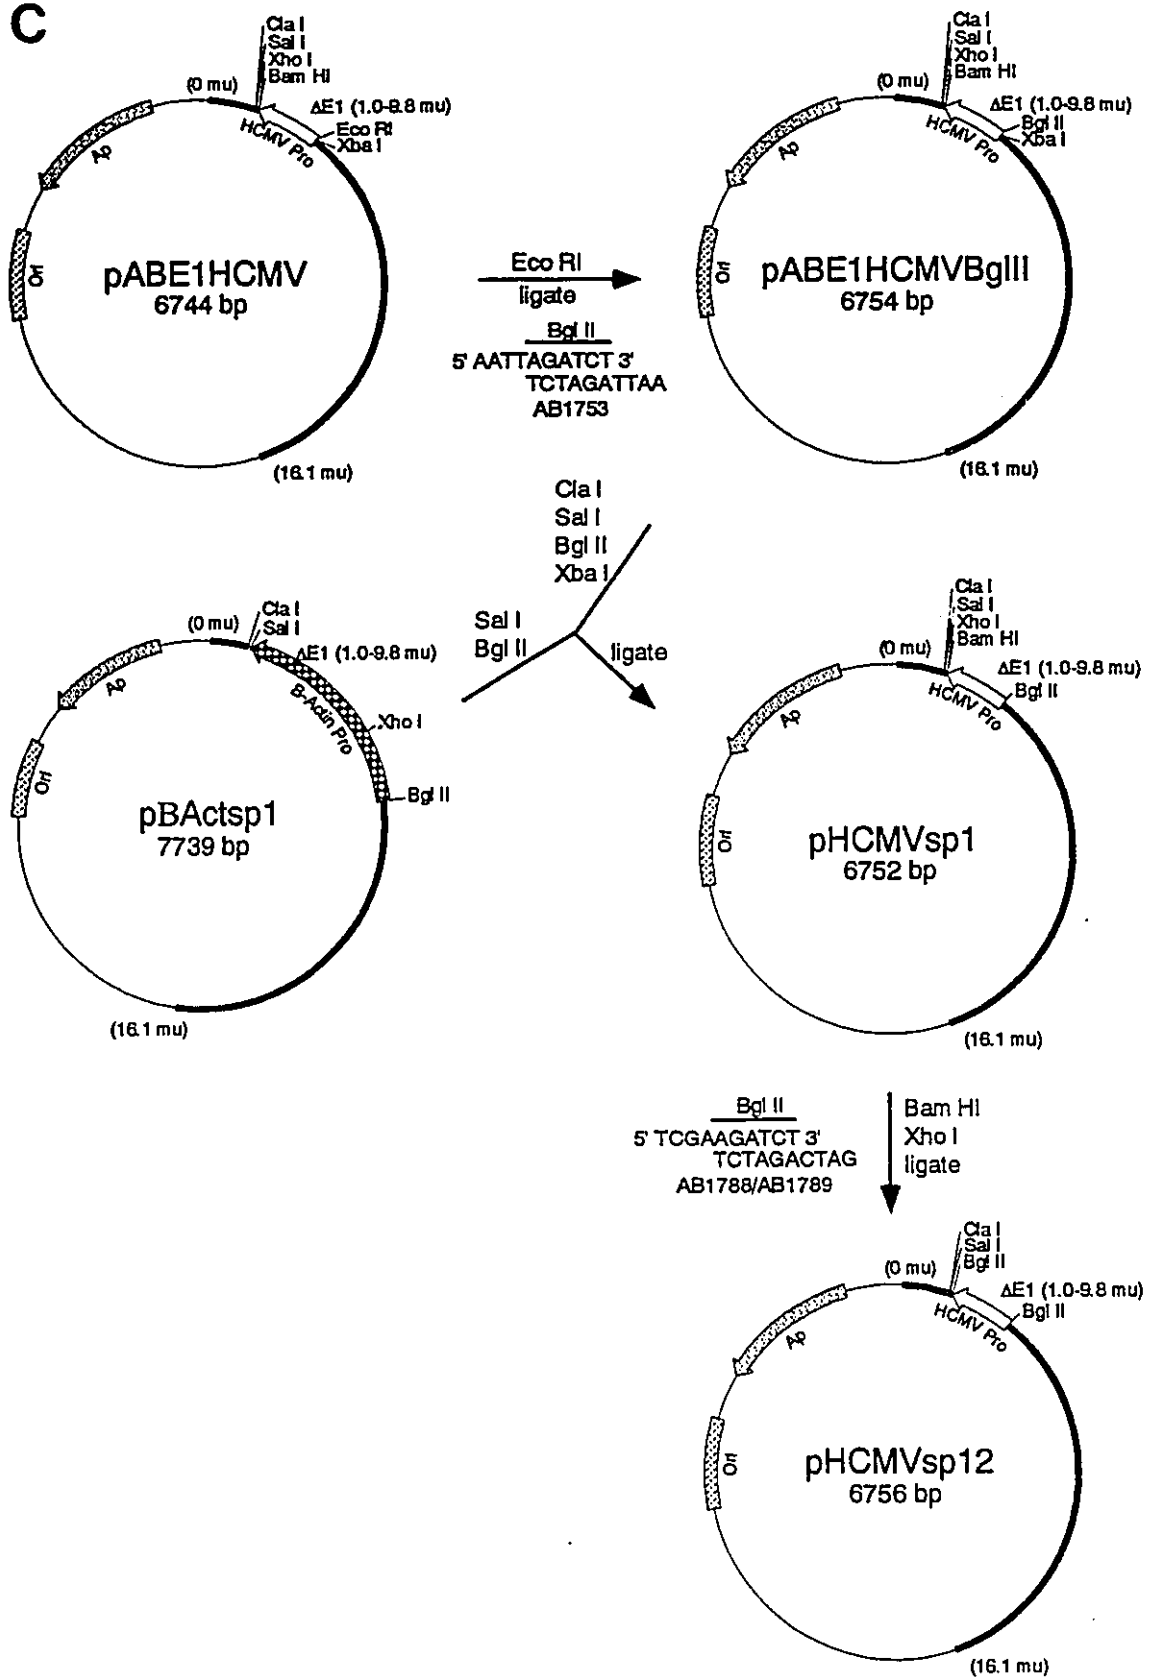 C
Cla I
Sal I
Xho I
Bam HI
(0 mu)
ΔE1 (1.0-9.8 mu)
Eco RI
Xba I
HCMV Pro
Ap
Ori
pABE1HCMV
6744 bp
(16.1 mu)
Eco RI
ligate
Bgl II
5' AATTAGATCT 3'
TCTAGATTAA
AB1753
Cla I
Sal I
Xho I
Bam HI
(0 mu)
ΔE1 (1.0-9.8 mu)
Bgl II
Xba I
HCMV Pro
Ap
Ori
pABE1HCMVBglII
6754 bp
(16.1 mu)
Cla I
Sal I
Bgl II
Xba I
Sal I
Bgl II
ligate
Cla I
Sal I
(0 mu)
ΔE1 (1.0-9.8 mu)
B-Actin Pro
Xho I
Bgl II
Ap
Ori
pBActsp1
7739 bp
(16.1 mu)
Cla I
Sal I
Xho I
Bam HI
(0 mu)
ΔE1 (1.0-9.8 mu)
Bgl II
HCMV Pro
Ap
Ori
pHCMVsp1
6752 bp
(16.1 mu)
Bgl II
5' TCGAAGATCT 3'
TCTAGACTAG
AB1788/AB1789
Bam HI
Xho I
ligate
Cla I
Sal I
Bgl II
(0 mu)
ΔE1 (1.0-9.8 mu)
Bgl II
HCMV Pro
Ap
Ori
pHCMVsp12
6756 bp
(16.1 mu)